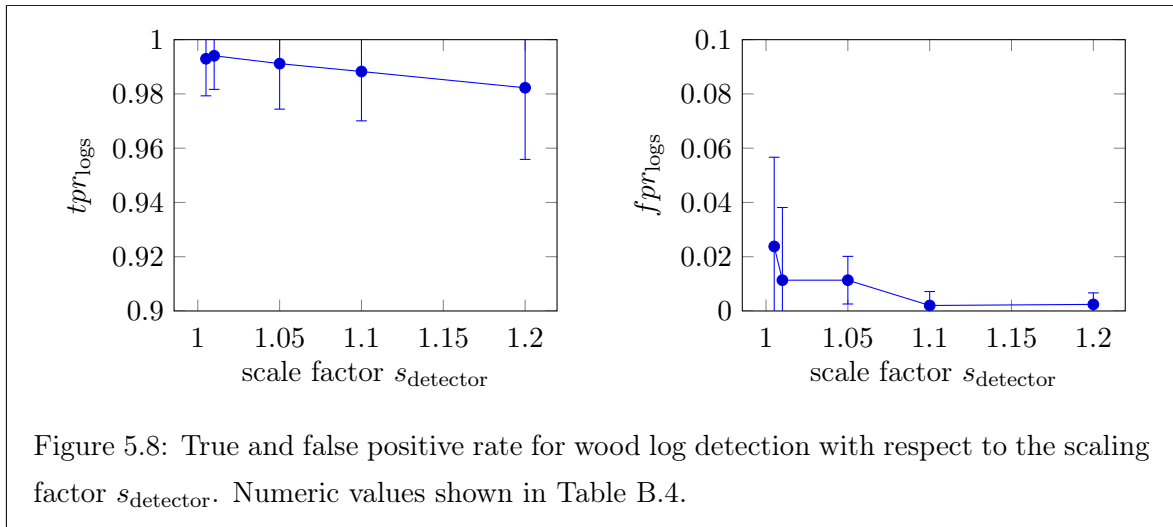 1
0.98
0.96
0.94
0.92
0.9
tpr_logs
1 1.05 1.1 1.15 1.2
scale factor s_detector
0.1
0.08
0.06
0.04
0.02
0
fpr_logs
1 1.05 1.1 1.15 1.2
scale factor s_detector
Figure 5.8: True and false positive rate for wood log detection with respect to the scaling
factor s_detector. Numeric values shown in Table B.4.